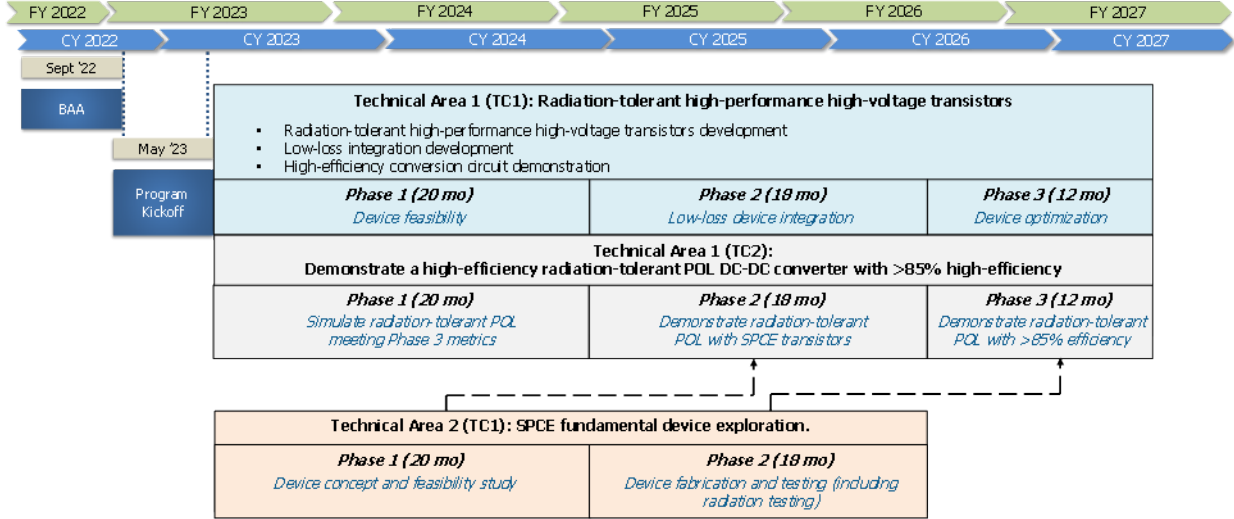 FY 2022 FY 2023 FY 2024 FY 2025 FY 2026 FY 2027
CY 2022 CY 2023 CY 2024 CY 2025 CY 2026 CY 2027
Sept '22
BAA
May '23
Program
Kickoff
Technical Area 1 (TC1): Radiation-tolerant high-performance high-voltage transistors
▪ Radiation-tolerant high-performance high-voltage transistors development
▪ Low-loss integration development
▪ High-efficiency conversion circuit demonstration
Phase 1 (20 mo)
Device feasibility
Phase 2 (18 mo)
Low-loss device integration
Phase 3 (12 mo)
Device optimization
Technical Area 1 (TC2):
Demonstrate a high-efficiency radiation-tolerant POL DC-DC converter with >85% high-efficiency
Phase 1 (20 mo)
Simulate radiation-tolerant POL
meeting Phase 3 metrics
Phase 2 (18 mo)
Demonstrate radiation-tolerant
POL with SPCE transistors
Phase 3 (12 mo)
Demonstrate radiation-tolerant
POL with >85% efficiency
Technical Area 2 (TC1): SPCE fundamental device exploration.
Phase 1 (20 mo)
Device concept and feasibility study
Phase 2 (18 mo)
Device fabrication and testing (including
radiation testing)